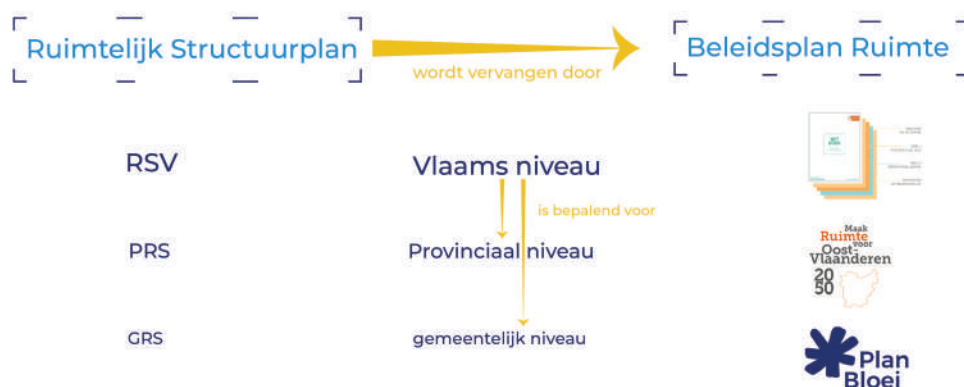 Ruimtelijk Structuurplan
wordt vervangen door
Beleidsplan Ruimte
RSV
Vlaams niveau
is bepalend voor
PRS
Provinciaal niveau
Maak
Ruimte
voor
Oost-
Vlaanderen
20
50
GRS
gemeentelijk niveau
Plan
Bloei